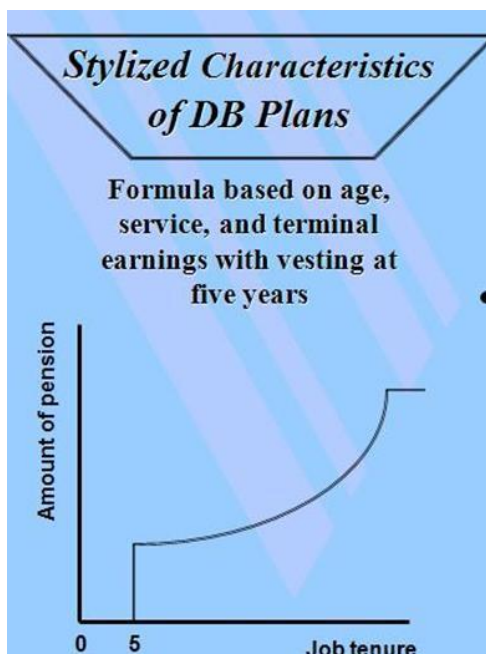 Stylized Characteristics
of DB Plans
Formula based on age,
service, and terminal
earnings with vesting at
five years
Amount of pension
0 5 Job tenure